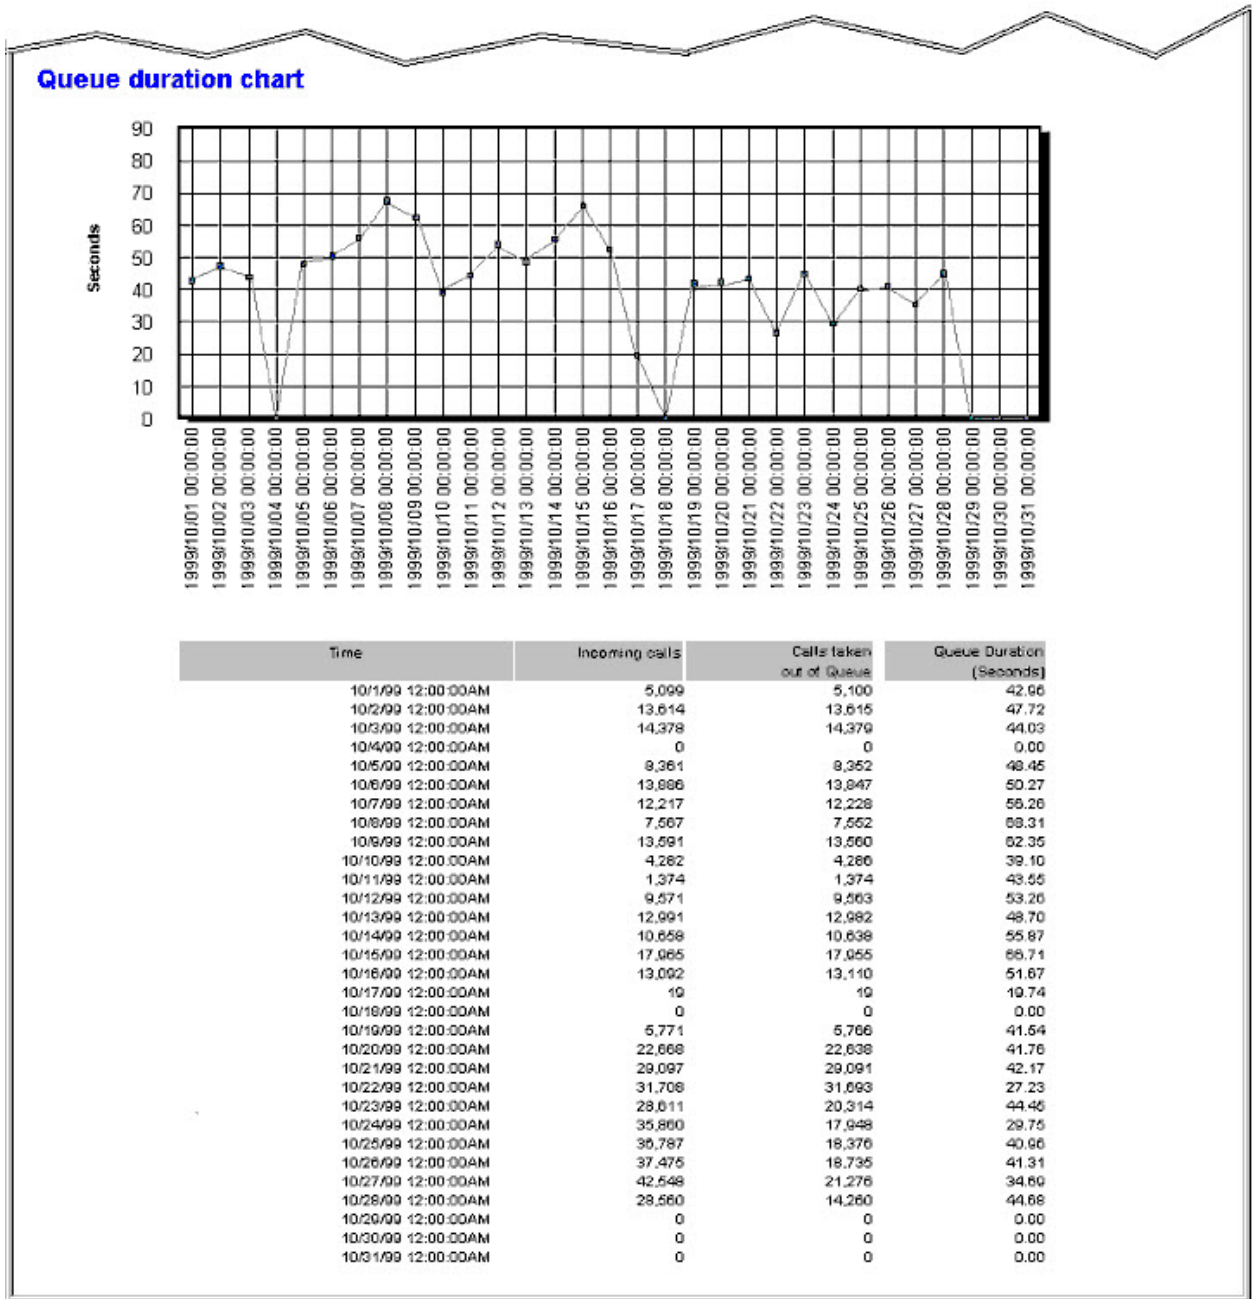 Queue duration chart
90
80
70
60
50
40
30
20
10
0
Seconds
1999/10/01 00:00:00
1999/10/02 00:00:00
1999/10/03 00:00:00
1999/10/04 00:00:00
1999/10/05 00:00:00
1999/10/06 00:00:00
1999/10/07 00:00:00
1999/10/08 00:00:00
1999/10/09 00:00:00
1999/10/10 00:00:00
1999/10/11 00:00:00
1999/10/12 00:00:00
1999/10/13 00:00:00
1999/10/14 00:00:00
1999/10/15 00:00:00
1999/10/16 00:00:00
1999/10/17 00:00:00
1999/10/18 00:00:00
1999/10/19 00:00:00
1999/10/20 00:00:00
1999/10/21 00:00:00
1999/10/22 00:00:00
1999/10/23 00:00:00
1999/10/24 00:00:00
1999/10/25 00:00:00
1999/10/26 00:00:00
1999/10/27 00:00:00
1999/10/28 00:00:00
1999/10/29 00:00:00
1999/10/30 00:00:00
1999/10/31 00:00:00
Time Incoming calls Calls taken Queue Duration
out of Queue (Seconds)
10/1/99 12:00:00AM 5,099 5,100 42.96
10/2/99 12:00:00AM 13,614 13,615 47.72
10/3/99 12:00:00AM 14,378 14,379 44.03
10/4/99 12:00:00AM 0 0 0.00
10/5/99 12:00:00AM 8,361 8,352 48.45
10/6/99 12:00:00AM 13,886 13,847 50.27
10/7/99 12:00:00AM 12,217 12,228 56.26
10/8/99 12:00:00AM 7,567 7,552 68.31
10/9/99 12:00:00AM 13,591 13,560 62.35
10/10/99 12:00:00AM 4,282 4,286 39.10
10/11/99 12:00:00AM 1,374 1,374 43.55
10/12/99 12:00:00AM 9,571 9,563 53.26
10/13/99 12:00:00AM 12,991 12,982 48.70
10/14/99 12:00:00AM 10,658 10,638 55.87
10/15/99 12:00:00AM 17,965 17,955 66.71
10/16/99 12:00:00AM 13,092 13,110 51.67
10/17/99 12:00:00AM 19 19 19.74
10/18/99 12:00:00AM 0 0 0.00
10/19/99 12:00:00AM 5,771 5,766 41.54
10/20/99 12:00:00AM 22,668 22,638 41.76
10/21/99 12:00:00AM 29,097 29,091 42.17
10/22/99 12:00:00AM 31,708 31,693 27.23
10/23/99 12:00:00AM 28,611 20,314 44.45
10/24/99 12:00:00AM 35,860 17,948 29.75
10/25/99 12:00:00AM 36,787 18,376 40.96
10/26/99 12:00:00AM 37,475 18,735 41.31
10/27/99 12:00:00AM 42,548 21,276 34.69
10/28/99 12:00:00AM 28,560 14,260 44.68
10/29/99 12:00:00AM 0 0 0.00
10/30/99 12:00:00AM 0 0 0.00
10/31/99 12:00:00AM 0 0 0.00